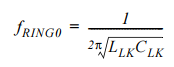 f_RING0 = 1 / 2π√L_LK C_LK